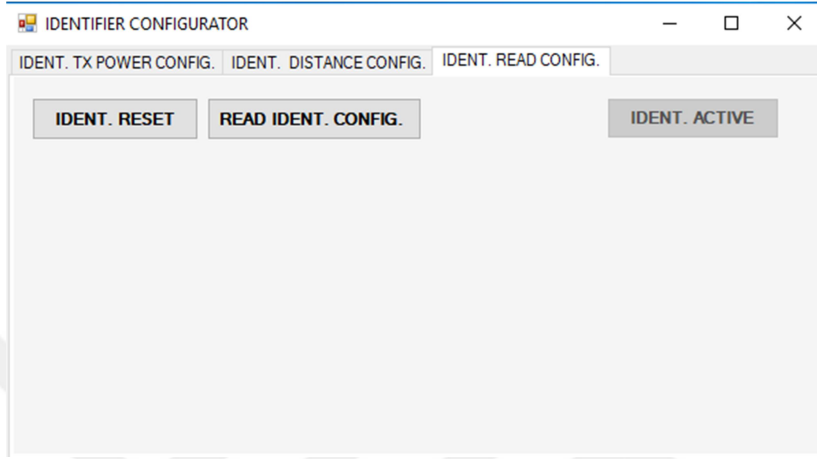 IDENTIFIER CONFIGURATOR
IDENT. TX POWER CONFIG. IDENT. DISTANCE CONFIG. IDENT. READ CONFIG.
IDENT. RESET READ IDENT. CONFIG. IDENT. ACTIVE